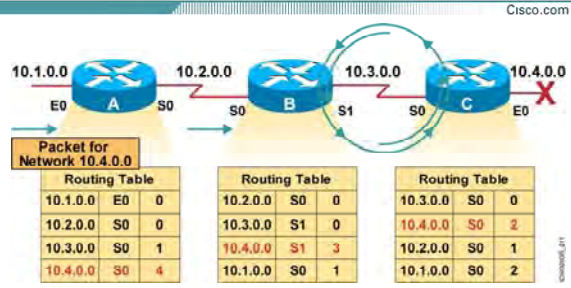 Cisco.com
10.1.0.0 10.2.0.0 10.3.0.0 10.4.0.0
E0 A S0 S0 B S1 S0 C E0
X
Packet for
Network 10.4.0.0
Routing Table
10.1.0.0 E0 0
10.2.0.0 S0 0
10.3.0.0 S0 1
10.4.0.0 S0 4
Routing Table
10.2.0.0 S0 0
10.3.0.0 S1 0
10.4.0.0 S1 3
10.1.0.0 S0 1
Routing Table
10.3.0.0 S0 0
10.4.0.0 S0 2
10.2.0.0 S0 1
10.1.0.0 S0 2